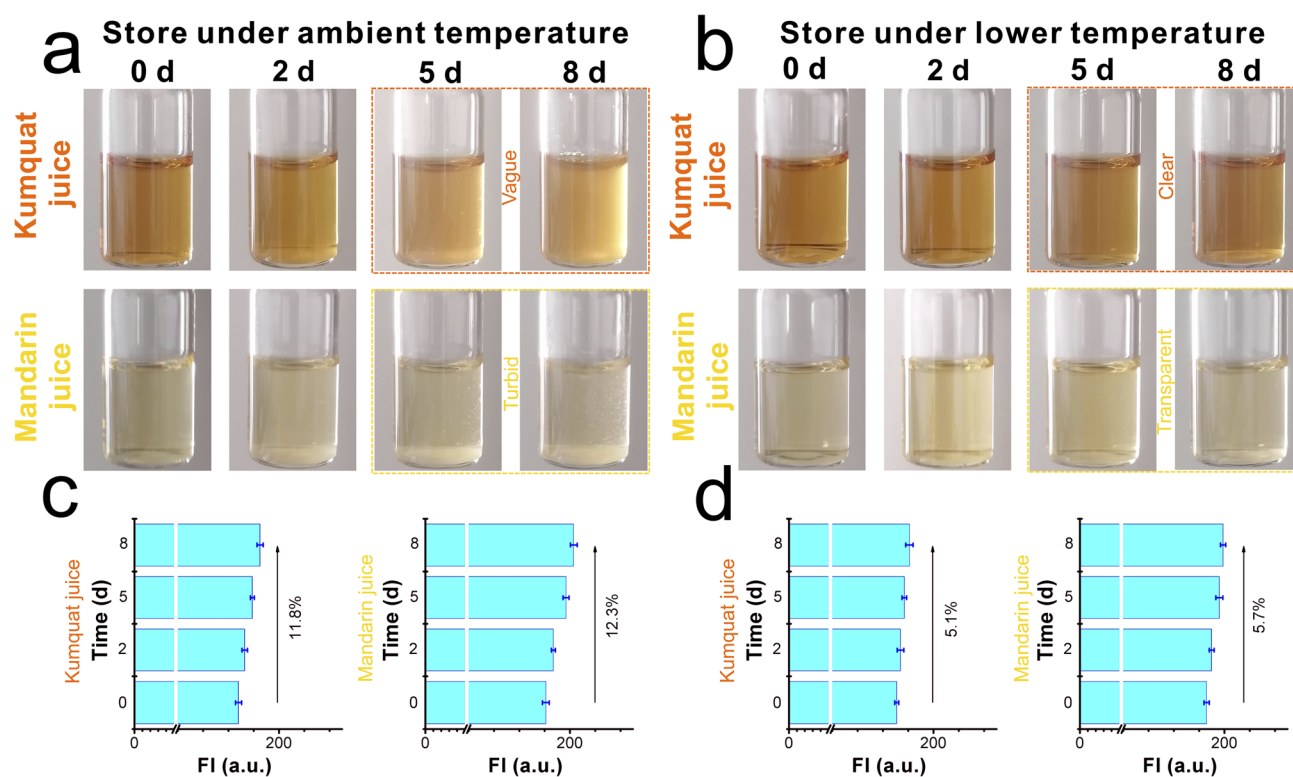 a
Store under ambient temperature
0 d 2 d 5 d 8 d
Kumquat
juice
Vague
Mandarin
juice
Turbid
b
Store under lower temperature
0 d 2 d 5 d 8 d
Kumquat
juice
Clear
Mandarin
juice
Transparent
c
Kumquat juice
Time (d)
8
5
2
0
11.8%
0 200
FI (a.u.)
Mandarin juice
Time (d)
8
5
2
0
12.3%
0 200
FI (a.u.)
d
Kumquat juice
Time (d)
8
5
2
0
5.1%
0 200
FI (a.u.)
Mandarin juice
Time (d)
8
5
2
0
5.7%
0 200
FI (a.u.)